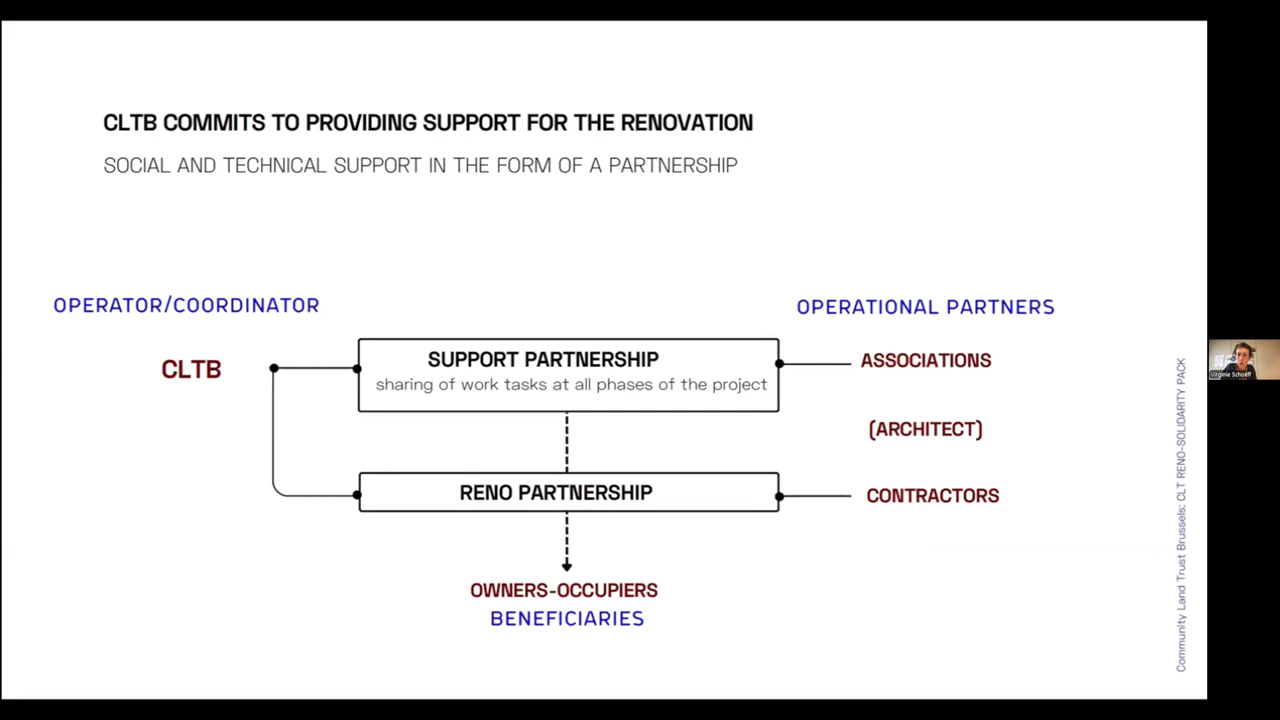 CLTB COMMITS TO PROVIDING SUPPORT FOR THE RENOVATION
SOCIAL AND TECHNICAL SUPPORT IN THE FORM OF A PARTNERSHIP
OPERATOR/COORDINATOR
OPERATIONAL PARTNERS
CLTB
SUPPORT PARTNERSHIP
sharing of work tasks at all phases of the project
ASSOCIATIONS
(ARCHITECT)
RENO PARTNERSHIP
CONTRACTORS
OWNERS-OCCUPIERS
BENEFICIARIES
Community Land Trust Brussels: CLT RENO-SOLIDARITY PACK
Virginie Schoëff